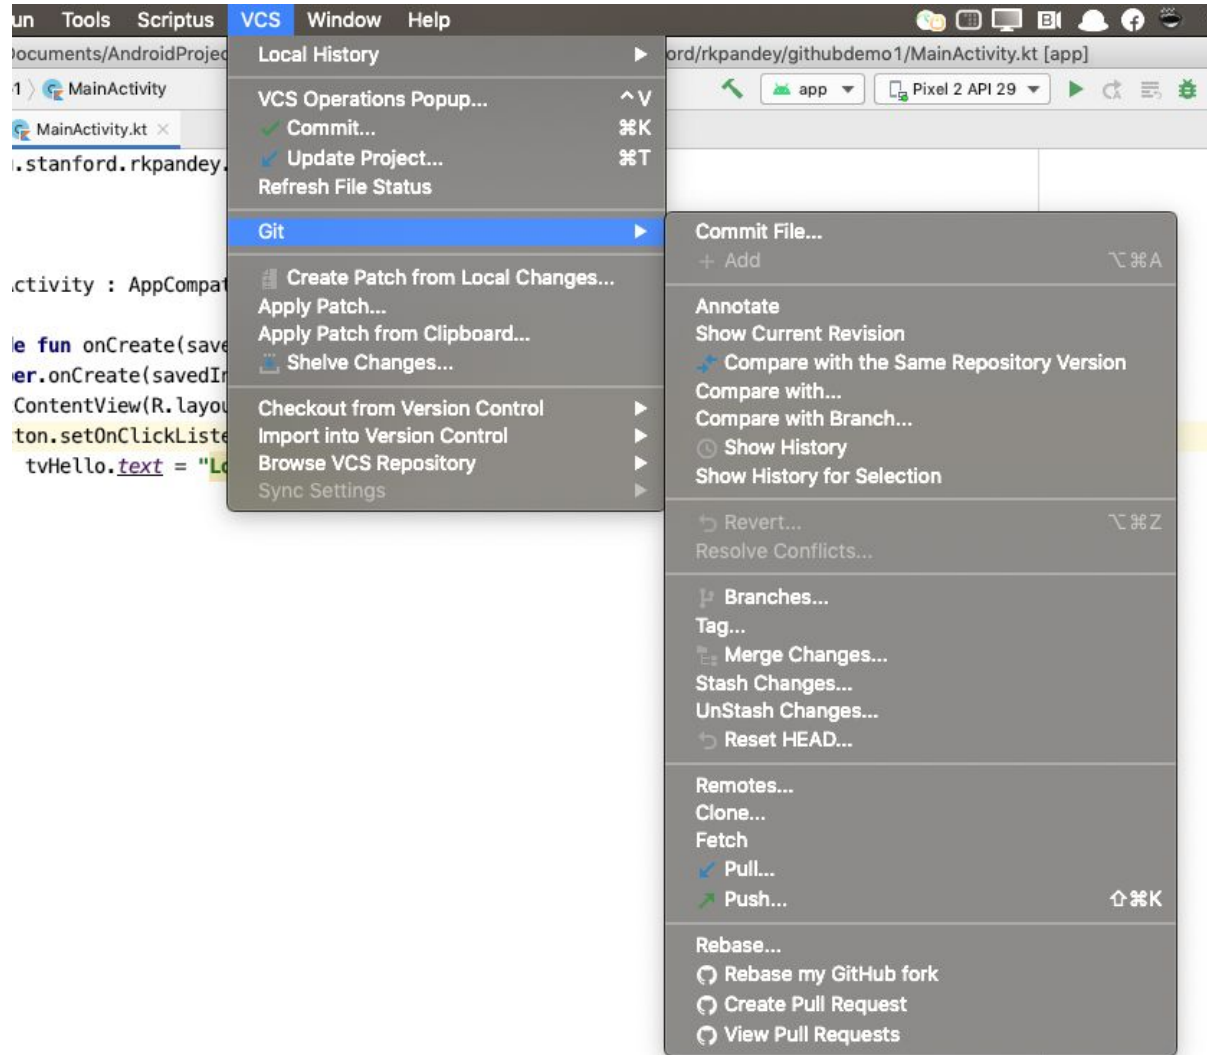 un Tools Scriptus VCS Window Help
ocuments/AndroidProjec
ord/rkpandey/githubdemo1/MainActivity.kt [app]
1 MainActivity
app
Pixel 2 API 29
MainActivity.kt
.stanford.rkpandey.
ctivity : AppCompat
e fun onCreate(save
er.onCreate(savedIn
ContentView(R.layou
ton.setOnClickListe
tvHello.text = "Lo
Local History
VCS Operations Popup... ^V
Commit... ⌘K
Update Project... ⌘T
Refresh File Status
Git
Create Patch from Local Changes...
Apply Patch...
Apply Patch from Clipboard...
Shelve Changes...
Checkout from Version Control
Import into Version Control
Browse VCS Repository
Sync Settings
Commit File...
+ Add ⌥⌘A
Annotate
Show Current Revision
Compare with the Same Repository Version
Compare with...
Compare with Branch...
Show History
Show History for Selection
Revert... ⌥⌘Z
Resolve Conflicts...
Branches...
Tag...
Merge Changes...
Stash Changes...
UnStash Changes...
Reset HEAD...
Remotes...
Clone...
Fetch
Pull...
Push... ⇧⌘K
Rebase...
Rebase my GitHub fork
Create Pull Request
View Pull Requests